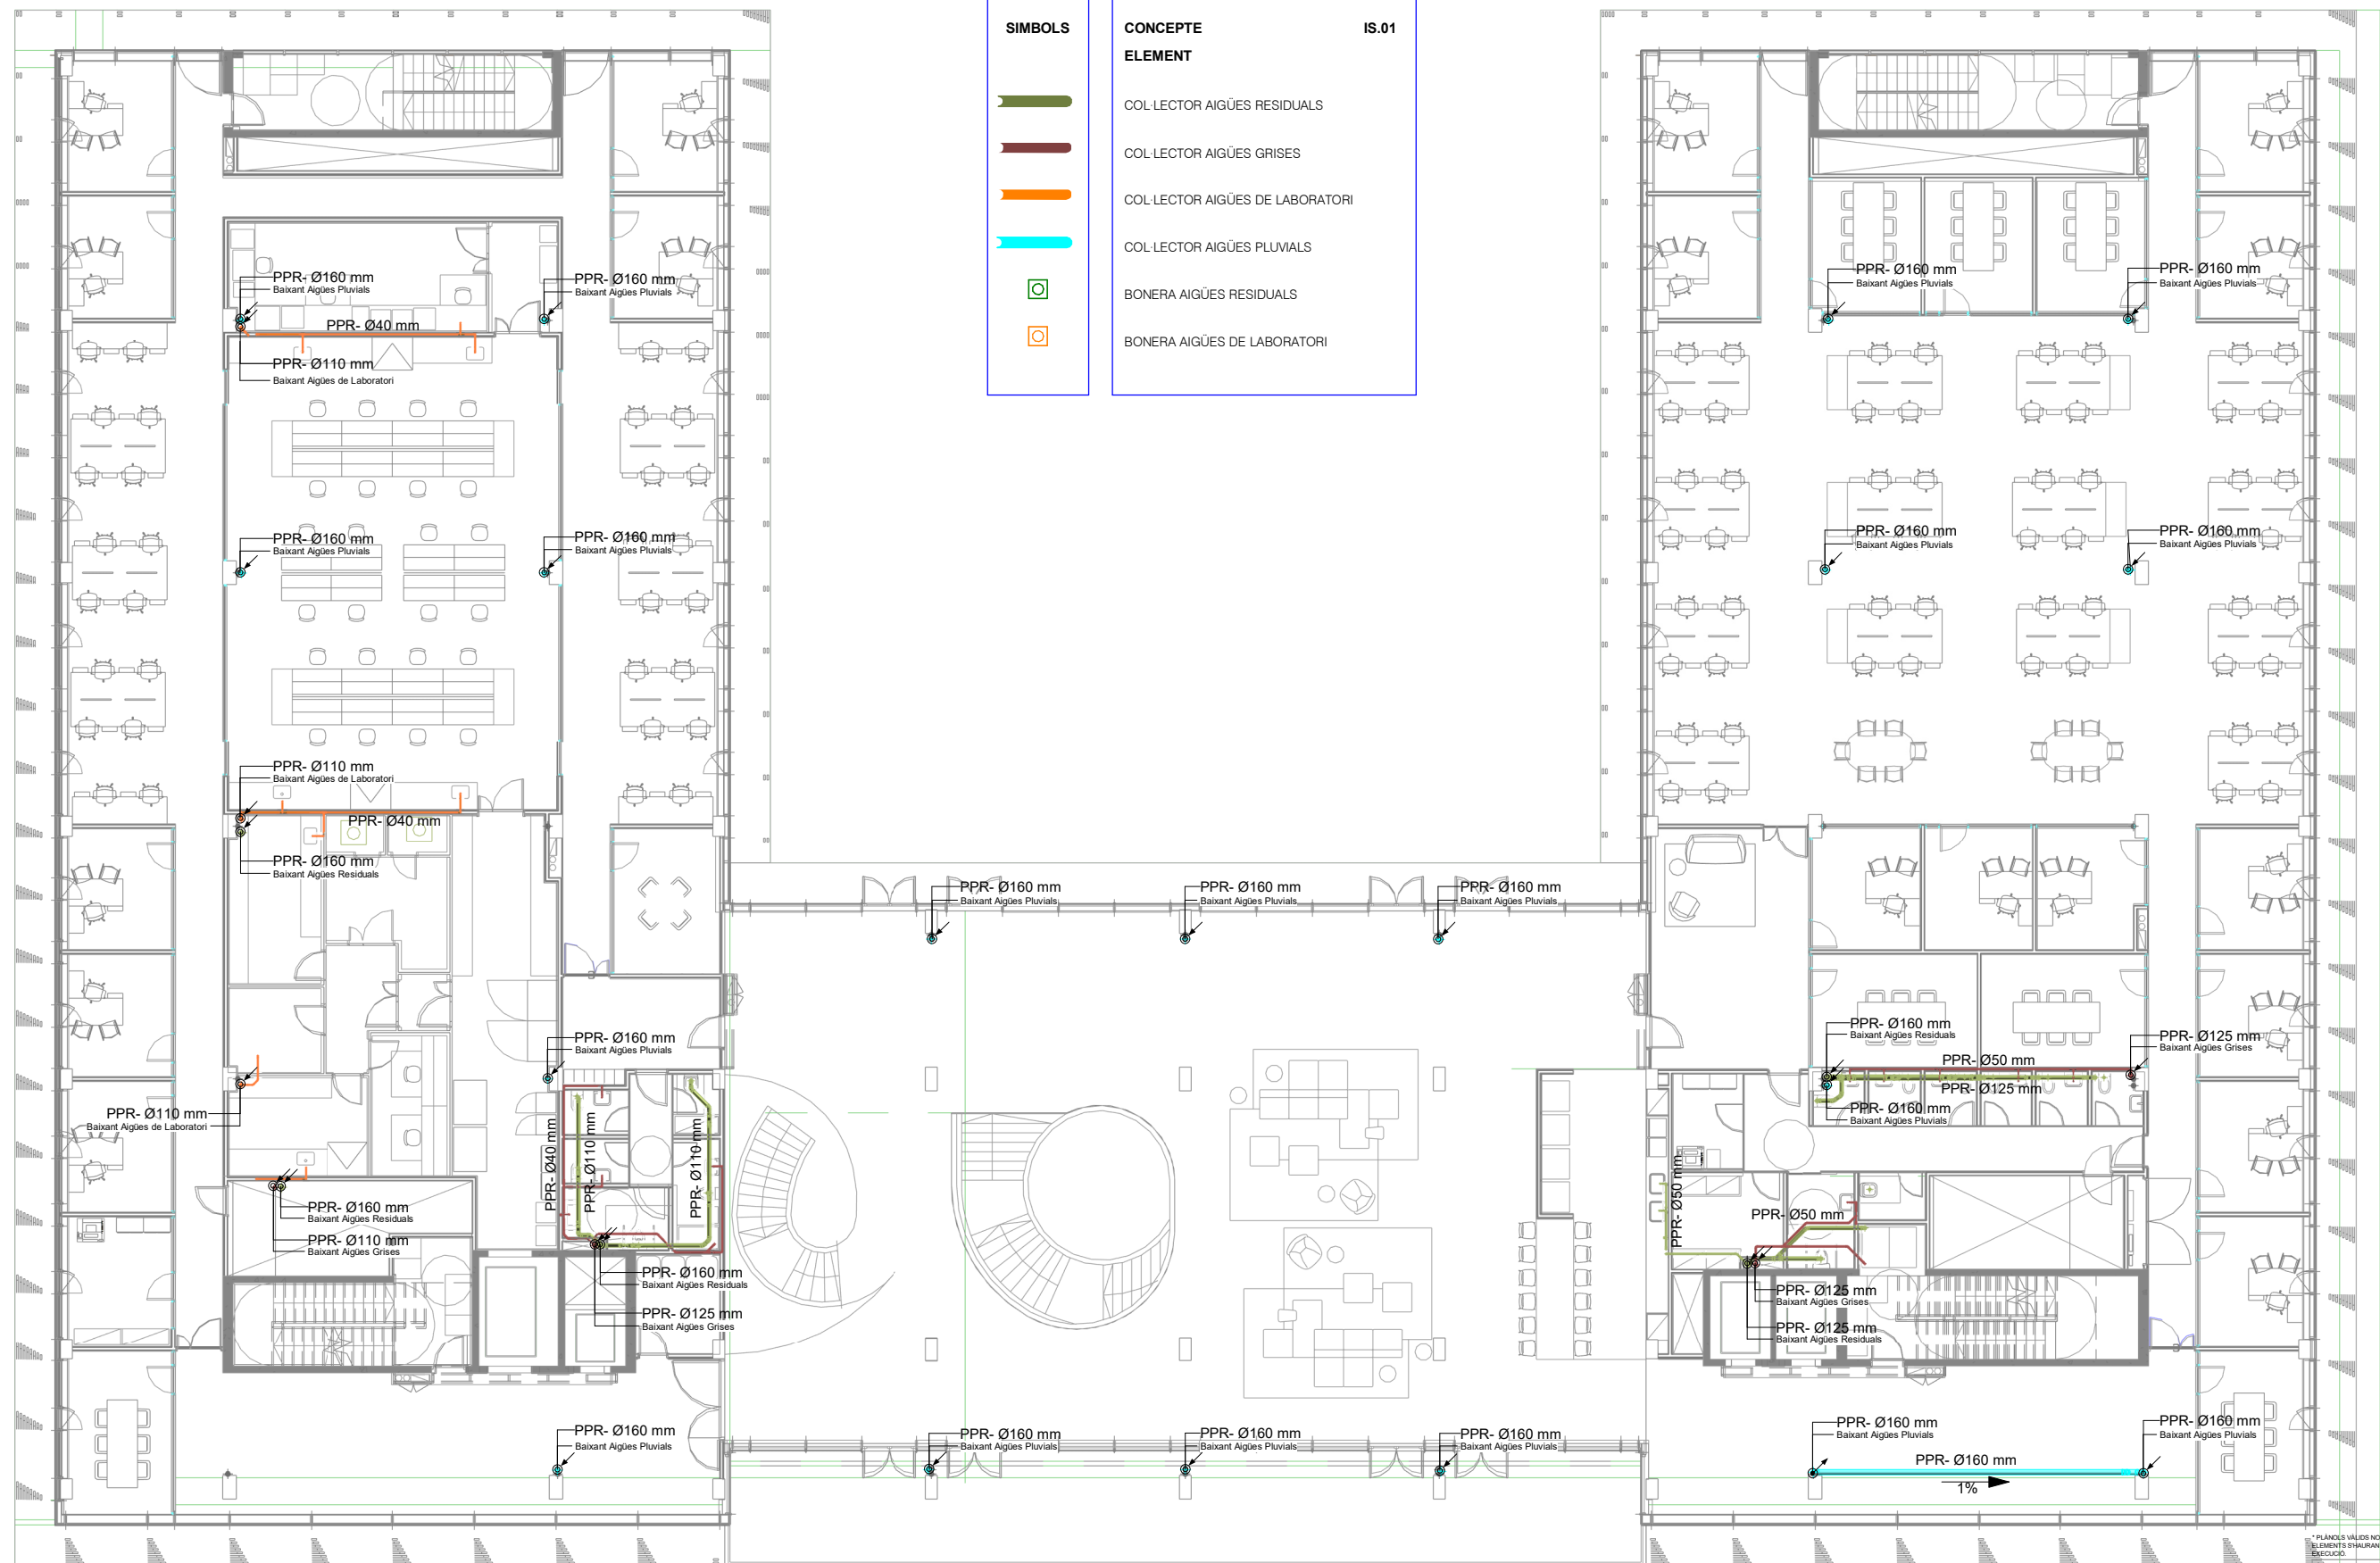 SIMBOLS
CONCEPTE IS.01
ELEMENT
COL·LECTOR AIGÜES RESIDUALS
COL·LECTOR AIGÜES GRISES
COL·LECTOR AIGÜES DE LABORATORI
COL·LECTOR AIGÜES PLUVIALS
BONERA AIGÜES RESIDUALS
BONERA AIGÜES DE LABORATORI
PPR- Ø160 mm
Baixant Aigües Pluvials
PPR- Ø160 mm
Baixant Aigües Pluvials
PPR- Ø40 mm
PPR- Ø110 mm
Baixant Aigües de Laboratori
PPR- Ø160 mm
Baixant Aigües Pluvials
PPR- Ø160 mm
Baixant Aigües Pluvials
PPR- Ø110 mm
Baixant Aigües de Laboratori
PPR- Ø40 mm
PPR- Ø160 mm
Baixant Aigües Residuals
PPR- Ø160 mm
Baixant Aigües Pluvials
PPR- Ø110 mm
Baixant Aigües de Laboratori
PPR- Ø40 mm
PPR- Ø110 mm
PPR- Ø110 mm
PPR- Ø160 mm
Baixant Aigües Residuals
PPR- Ø110 mm
Baixant Aigües Grises
PPR- Ø160 mm
Baixant Aigües Residuals
PPR- Ø125 mm
Baixant Aigües Grises
PPR- Ø160 mm
Baixant Aigües Pluvials
PPR- Ø160 mm
Baixant Aigües Pluvials
PPR- Ø160 mm
Baixant Aigües Pluvials
PPR- Ø160 mm
Baixant Aigües Pluvials
PPR- Ø160 mm
Baixant Aigües Pluvials
PPR- Ø160 mm
Baixant Aigües Pluvials
PPR- Ø160 mm
Baixant Aigües Pluvials
PPR- Ø160 mm
Baixant Aigües Pluvials
PPR- Ø160 mm
Baixant Aigües Pluvials
PPR- Ø160 mm
Baixant Aigües Pluvials
PPR- Ø160 mm
Baixant Aigües Pluvials
PPR- Ø160 mm
Baixant Aigües Residuals
PPR- Ø125 mm
Baixant Aigües Grises
PPR- Ø50 mm
PPR- Ø125 mm
PPR- Ø160 mm
Baixant Aigües Pluvials
PPR- Ø50 mm
PPR- Ø50 mm
PPR- Ø125 mm
Baixant Aigües Grises
PPR- Ø125 mm
Baixant Aigües Residuals
PPR- Ø160 mm
Baixant Aigües Pluvials
PPR- Ø160 mm
Baixant Aigües Pluvials
PPR- Ø160 mm
1%
* PLÀNOLS VÀLIDS NO
ELEMENTS S'HAURAN
EXECUCIÓ.